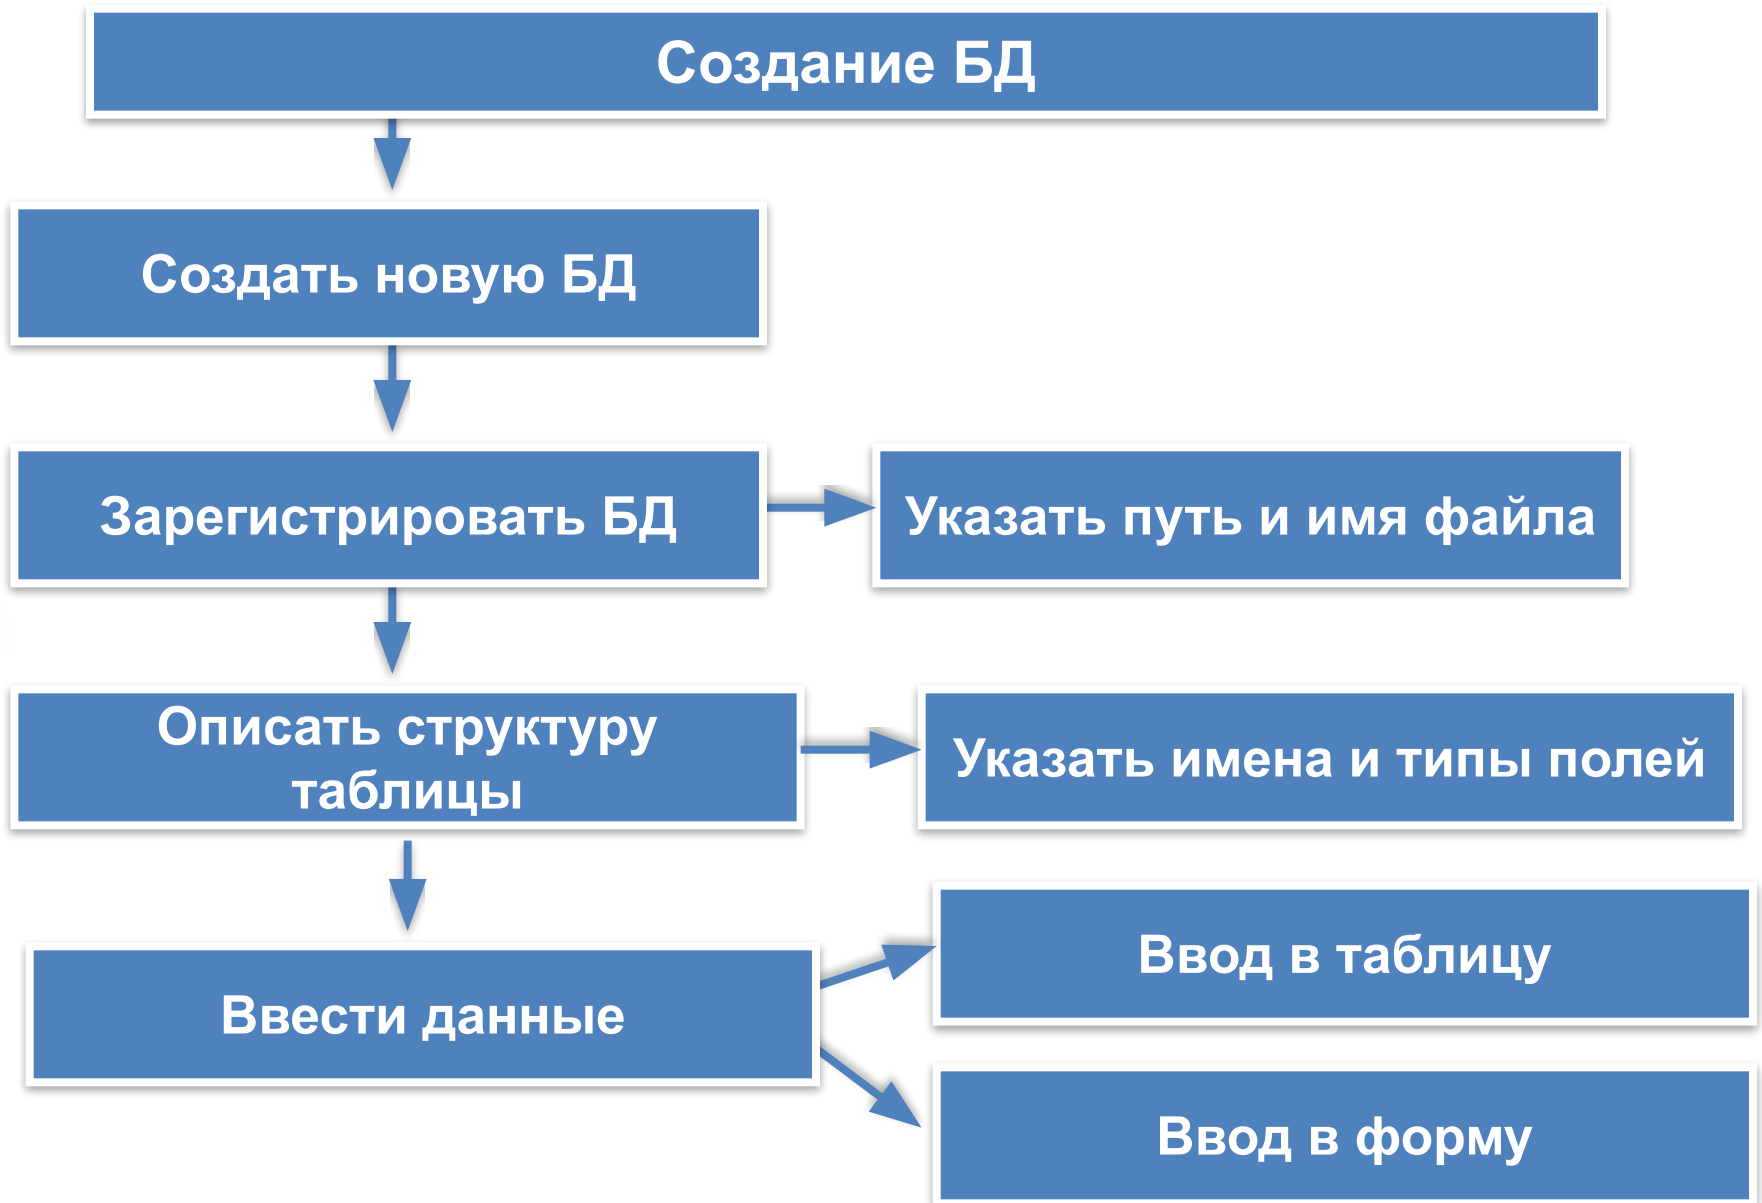 Создание БД
Создать новую БД
Зарегистрировать БД
Указать путь и имя файла
Описать структуру
таблицы
Указать имена и типы полей
Ввести данные
Ввод в таблицу
Ввод в форму